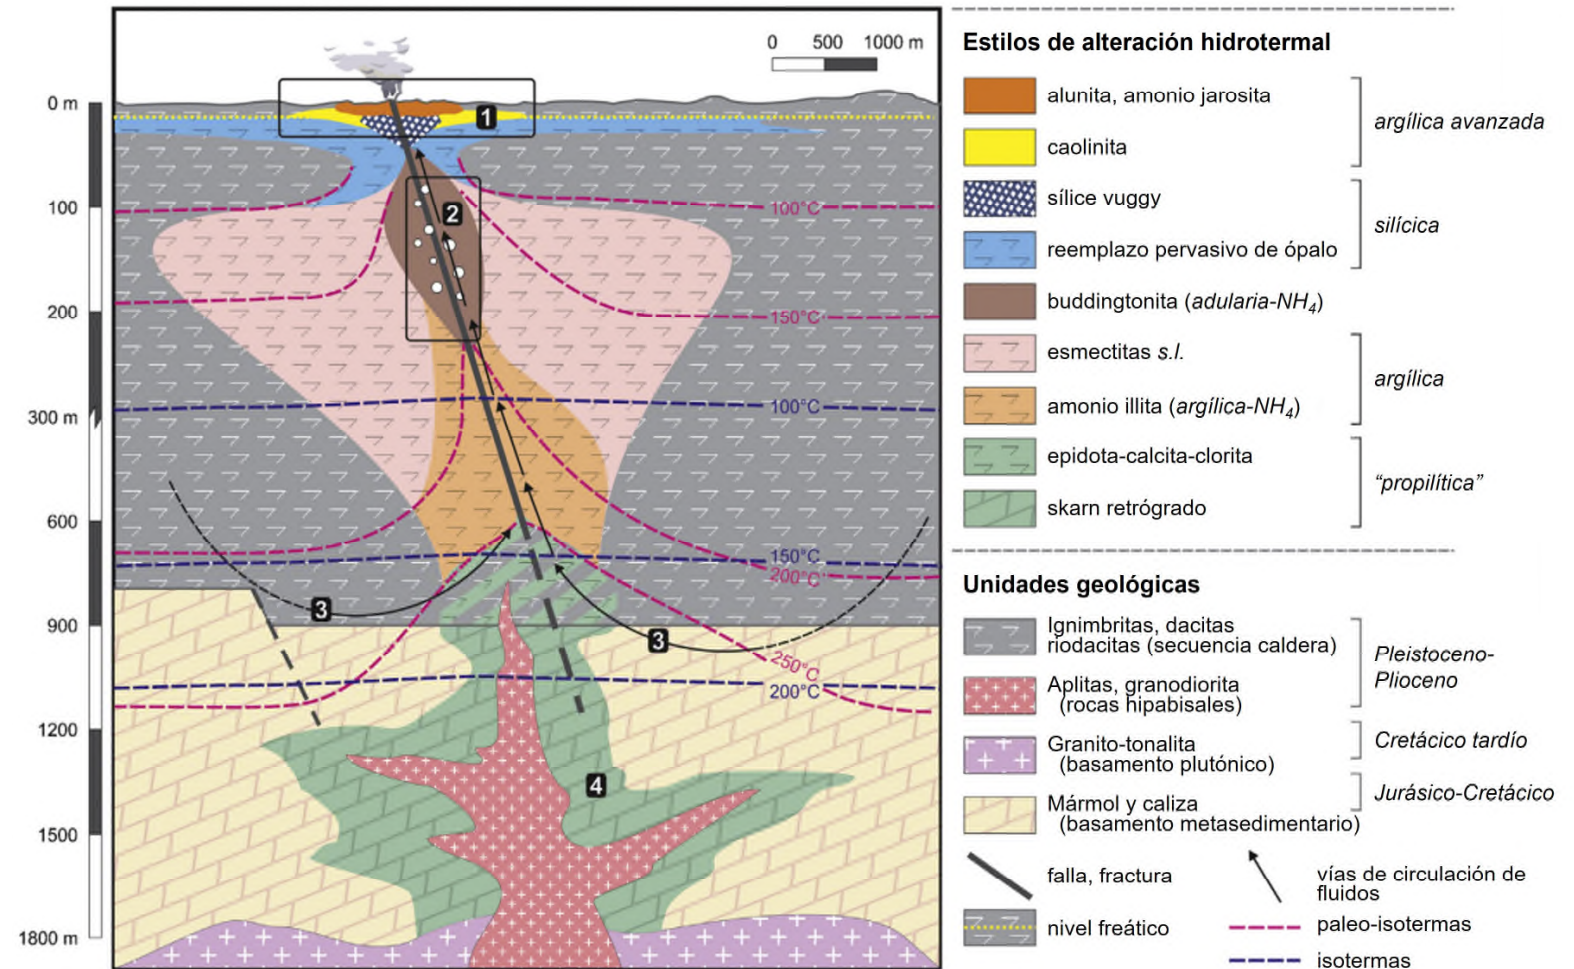 0 500 1000 m
0 m
100
200
300 m
600
900
1200
1500
1800 m
1
2
3
3
4
100°C
150°C
100°C
150°C
200°C
250°C
200°C
Estilos de alteración hidrotermal
alunita, amonio jarosita
caolinita
argílica avanzada
sílice vuggy
reemplazo pervasivo de ópalo
silícica
buddingtonita (adularia-NH4)
esmectitas s.l.
amonio illita (argílica-NH4)
argílica
epidota-calcita-clorita
skarn retrógrado
“propilítica”
Unidades geológicas
Ignimbritas, dacitas
riodacitas (secuencia caldera)
Aplitas, granodiorita
(rocas hipabisales)
Pleistoceno-
Plioceno
Granito-tonalita
(basamento plutónico)
Cretácico tardío
Mármol y caliza
(basamento metasedimentario)
Jurásico-Cretácico
falla, fractura
nivel freático
vías de circulación de
fluidos
paleo-isotermas
isotermas